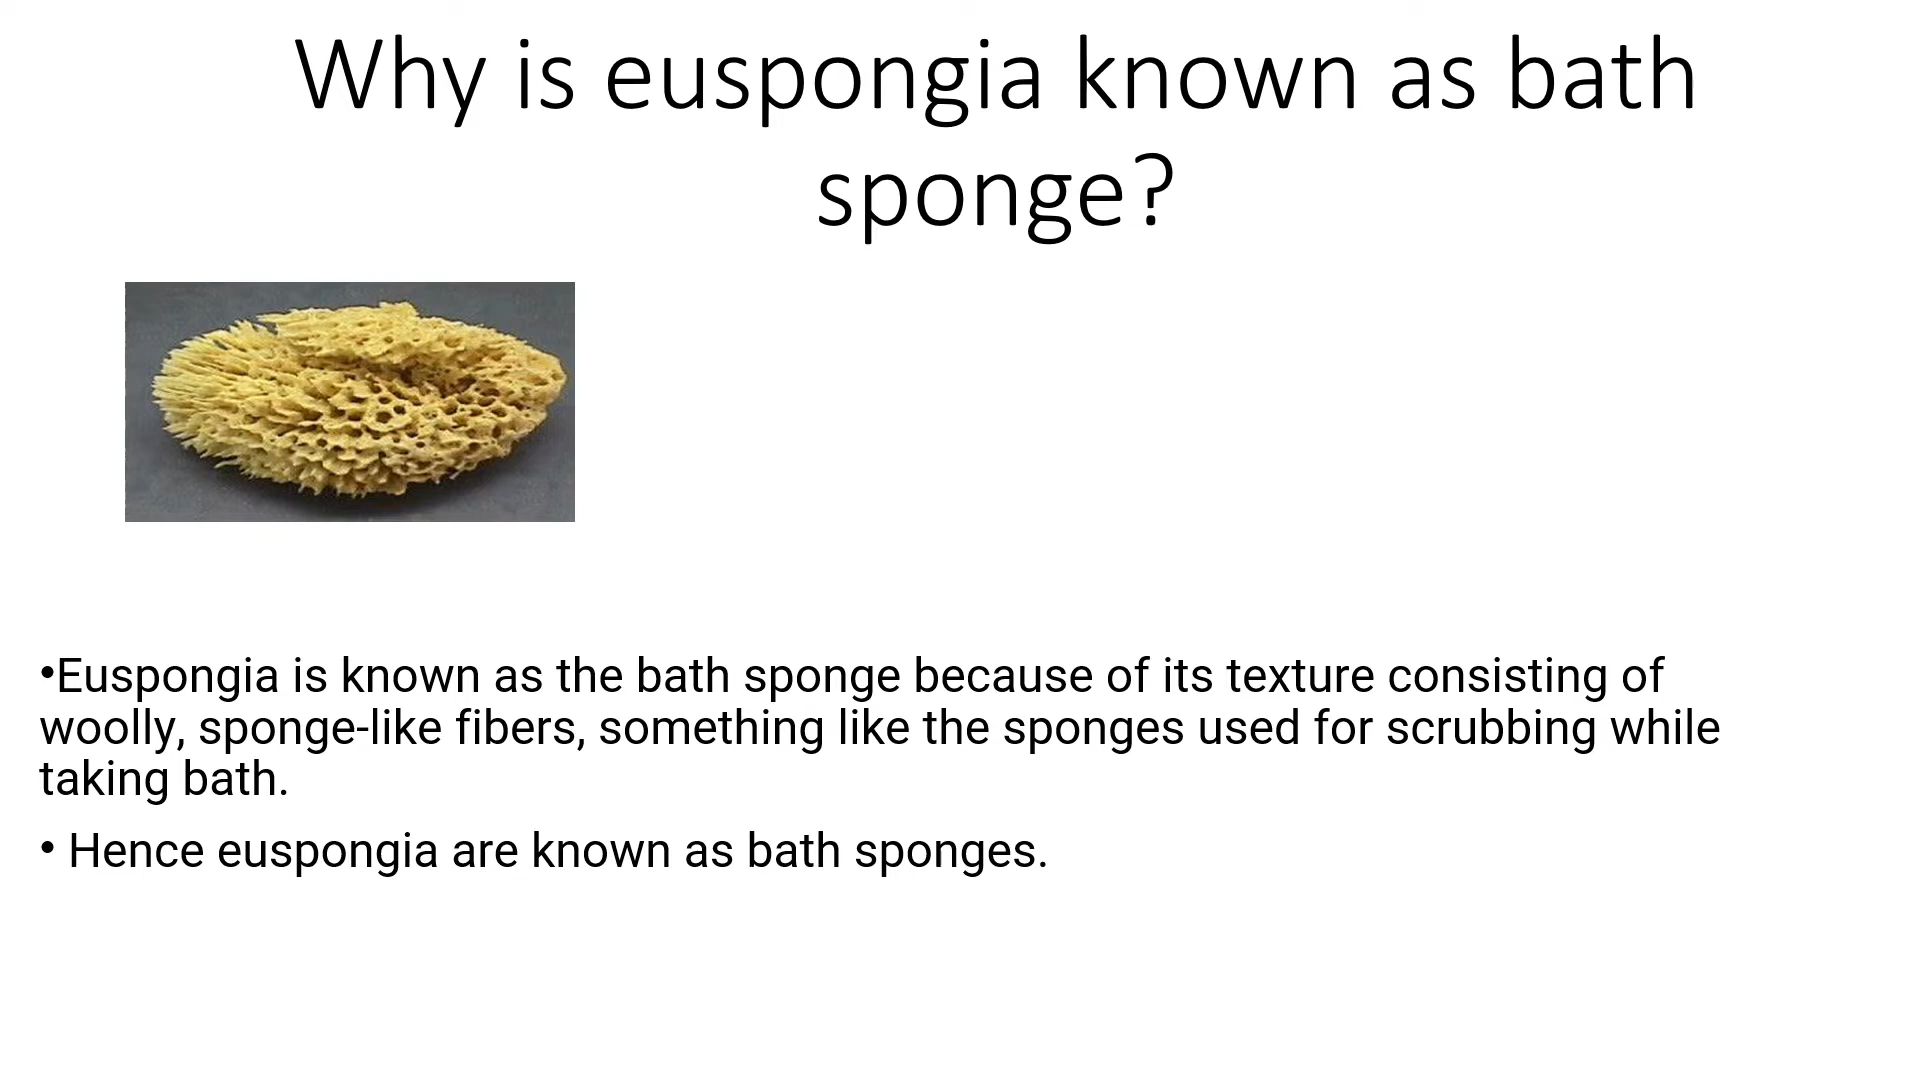 Why is euspongia known as bath
sponge?
•Euspongia is known as the bath sponge because of its texture consisting of
woolly, sponge-like fibers, something like the sponges used for scrubbing while
taking bath.
• Hence euspongia are known as bath sponges.